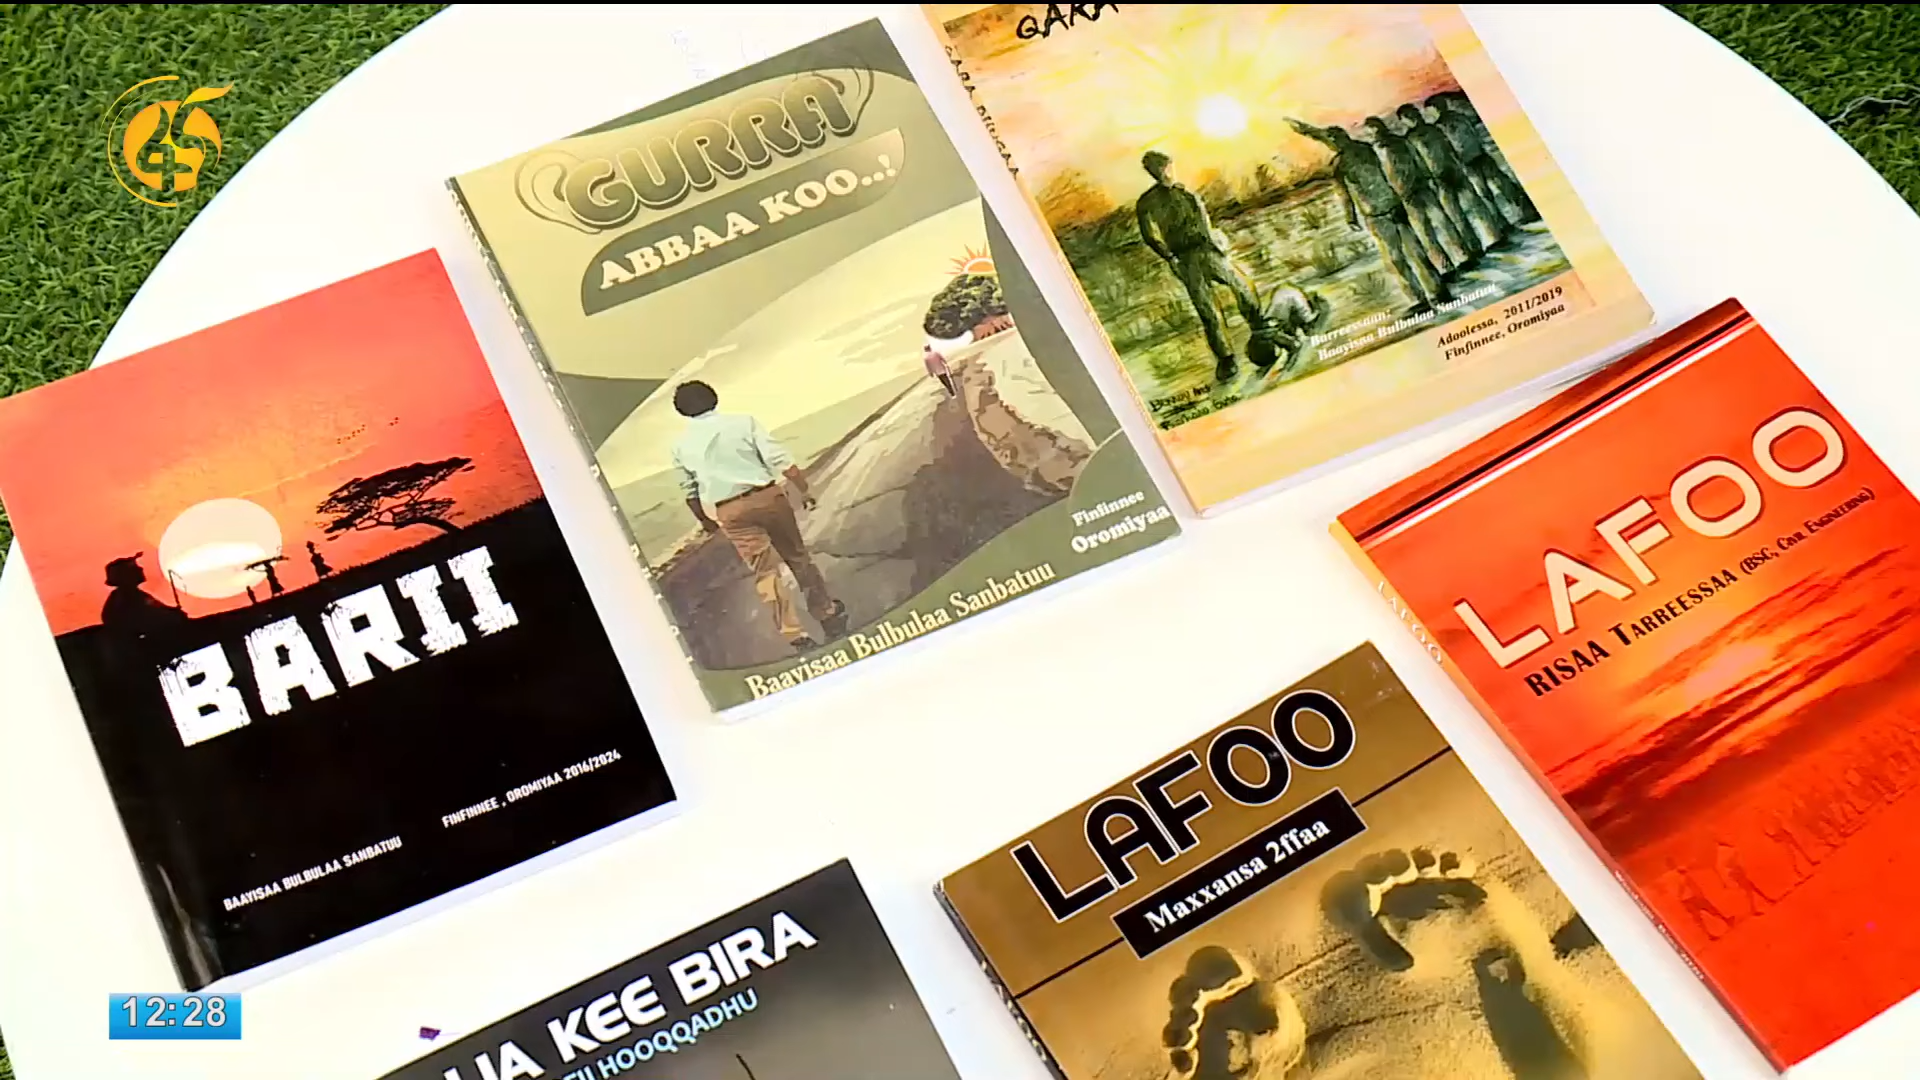 GURRA
ABBAA KOO..!
Finfinnee
Oromiyaa
Baayisaa Bulbulaa Sanbatuu
Barreessaan:
Baayisaa Bulbulaa Sanbatuu
Adoolessa, 2011/2019
Finfinnee, Oromiyaa
BARII
FINFINNEE, OROMIYAA 2016/2024
BAAYISAA BULBULAA SANBATUU
LAFOO
RISAA TARREESSAA (BSC, CIVIL ENGINEERING)
LAFOO
LAFOO
Maxxansa 2ffaa
KEE BIRA
HOOQQADHU
12:28